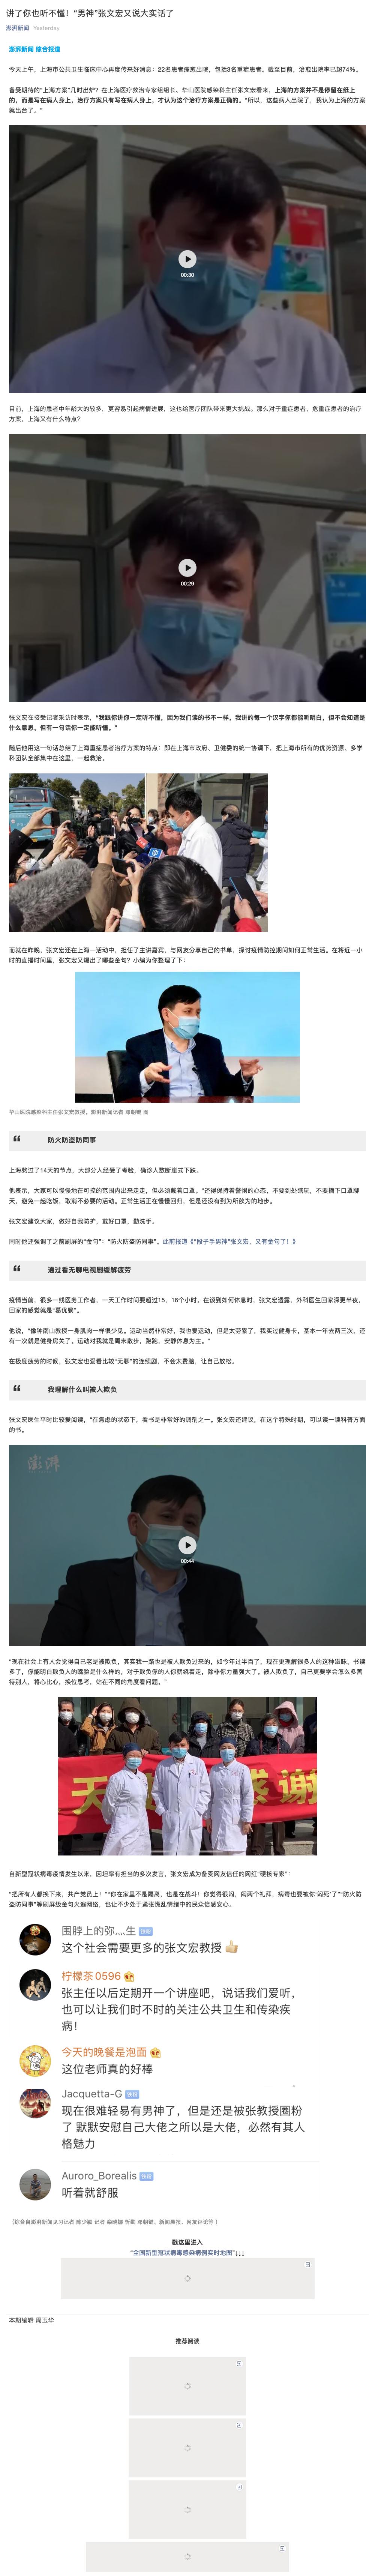 讲了你也听不懂！“男神”张文宏又说大实话了
澎湃新闻 Yesterday
澎湃新闻 综合报道
今天上午，上海市公共卫生临床中心再度传来好消息：22名患者痊愈出院，包括3名重症患者。截至目前，治愈出院率已超74%。
备受期待的“上海方案”几时出炉？在上海医疗救治专家组组长、华山医院感染科主任张文宏看来，上海的方案并不是停留在纸上
的，而是写在病人身上，治疗方案只有写在病人身上，才认为这个治疗方案是正确的。“所以，这些病人出院了，我认为上海的方案
就出台了。”
00:30
目前，上海的患者中年龄大的较多，更容易引起病情进展，这也给医疗团队带来更大挑战。那么对于重症患者、危重症患者的治疗
方案，上海又有什么特点？
00:29
张文宏在接受记者采访时表示，“我跟你讲你一定听不懂，因为我们读的书不一样，我讲的每一个汉字你都能听明白，但不会知道是
什么意思。但有一句话你一定能听懂。”
随后他用这一句话总结了上海重症患者治疗方案的特点：即在上海市政府、卫健委的统一协调下，把上海市所有的优势资源、多学
科团队全部集中在这里，一起救治。
而就在昨晚，张文宏还在上海一活动中，担任了主讲嘉宾，与网友分享自己的书单，探讨疫情防控期间如何正常生活。在将近一小
时的直播时间里，张文宏又爆出了哪些金句？小编为你整理了下：
华山医院感染科主任张文宏教授。澎湃新闻记者 邓朝键 图
防火防盗防同事
上海熬过了14天的节点，大部分人经受了考验，确诊人数断崖式下跌。
他表示，大家可以慢慢地在可控的范围内出来走走，但必须戴着口罩。“还得保持着警惕的心态。不要到处瞎玩，不要摘下口罩聊
天，避免一起吃饭，取消不必要的活动。正常生活正在慢慢回归，但是还没有到为所欲为的地步。
张文宏建议大家，做好自我防护，戴好口罩，勤洗手。
同时他还强调了之前刷屏的“金句”：“防火防盗防同事”。此前报道《“段子手男神”张文宏，又有金句了！》
通过看无聊电视剧缓解疲劳
疫情当前，很多一线医务工作者，一天工作时间要超过15、16个小时。在谈到如何休息时，张文宏透露，外科医生回家深更半夜，
回家的感觉就是“葛优躺”。
他说，“像钟南山教授一身肌肉一样很少见。运动当然非常好，我也爱运动，但是太劳累了，我买过健身卡，基本一年去两三次，还
有一次就是健身房关了。运动对我就是周末散步，跑跑，安静休息为主。”
在极度疲劳的时候，张文宏也爱看比较“无聊”的连续剧，不会太费脑，让自己放松。
我理解什么叫被人欺负
张文宏医生平时比较爱阅读，“在焦虑的状态下，看书是非常好的调剂之一。张文宏还建议，在这个特殊时期，可以读一读科普方面
的书。
澎湃
00:44
“现在社会上有人会觉得自己老是被欺负，其实我一路也是被人欺负过来的，如今年过半百了，现在更理解很多人的这种滋味。书读
多了，你能明白欺负人的嘴脸是什么样的，对于欺负你的人你就绕着走，除非你力量强大了。被人欺负了，自己更要学会怎么多善
待别人，将心比心，换位思考，站在不同的角度看问题。”
自新型冠状病毒疫情发生以来，因坦率有担当的多次发言，张文宏成为备受网友信任的网红“硬核专家”：
“把所有人都换下来，共产党员上！”“你在家里不是隔离，也是在战斗！你觉得很闷，闷两个礼拜，病毒也要被你‘闷死’了”“防火防
盗防同事”等刷屏级金句火遍网络，也让不少处于紧张慌乱情绪中的民众倍感安心。
围脖上的弥灬生 铁粉
这个社会需要更多的张文宏教授
柠檬茶0596
张主任以后定期开一个讲座吧，说话我们爱听，
也可以让我们时不时的关注公共卫生和传染疾
病！
今天的晚餐是泡面
这位老师真的好棒
Jacquetta-G 铁粉
现在很难轻易有男神了，但是还是被张教授圈粉
了 默默安慰自己大佬之所以是大佬，必然有其人
格魅力
Auroro_Borealis 铁粉
听着就舒服
戳这里进入
“全国新型冠状病毒感染病例实时地图”↓↓↓
本期编辑 周玉华
推荐阅读